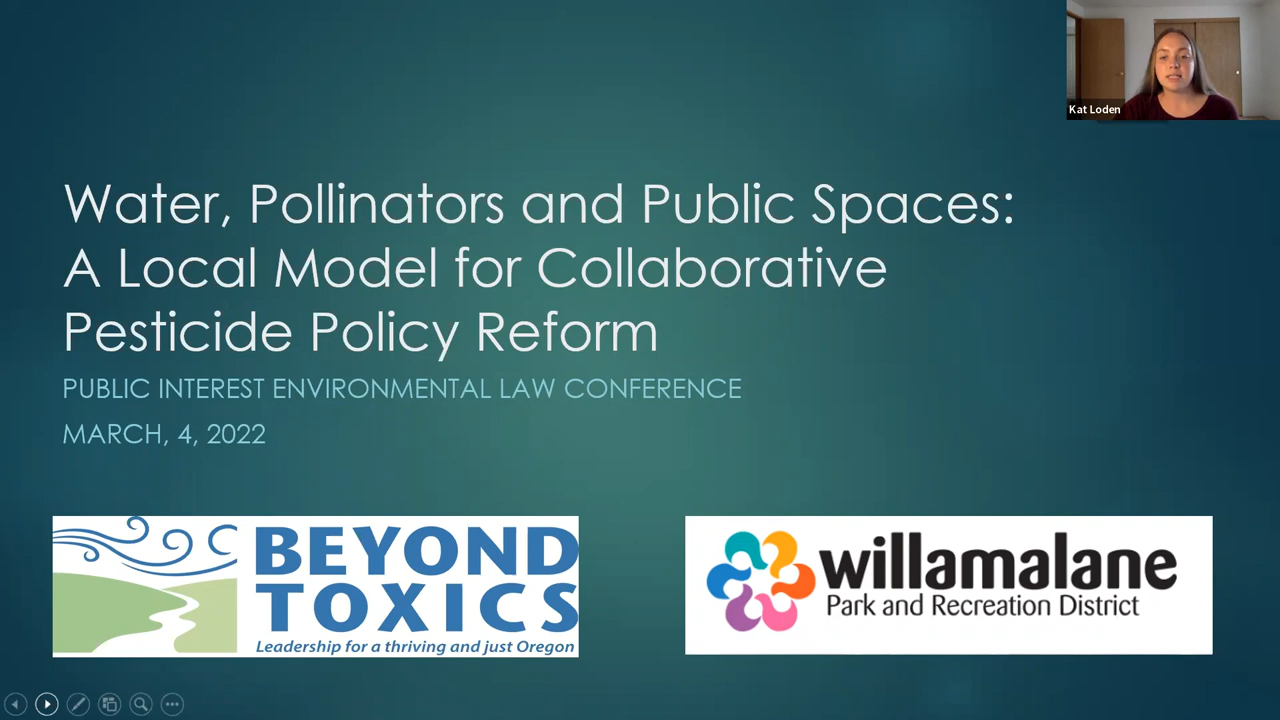 Kat Loden
Water, Pollinators and Public Spaces:
A Local Model for Collaborative
Pesticide Policy Reform
PUBLIC INTEREST ENVIRONMENTAL LAW CONFERENCE
MARCH, 4, 2022
BEYOND
TOXICS
Leadership for a thriving and just Oregon
willamalane
Park and Recreation District